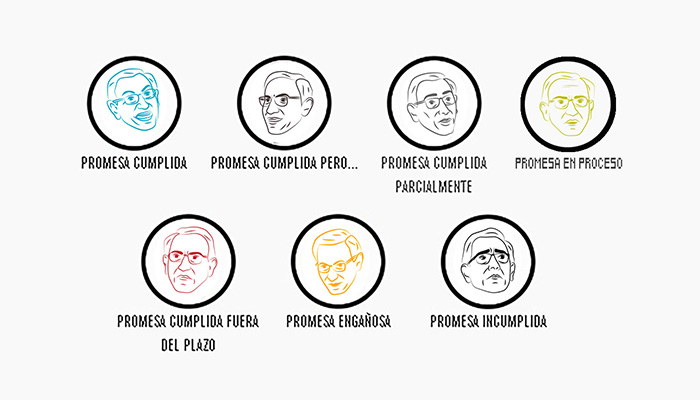 PROMESA CUMPLIDA
PROMESA CUMPLIDA PERO...
PROMESA CUMPLIDA
PARCIALMENTE
PROMESA EN PROCESO
PROMESA CUMPLIDA FUERA
DEL PLAZO
PROMESA ENGAÑOSA
PROMESA INCUMPLIDA